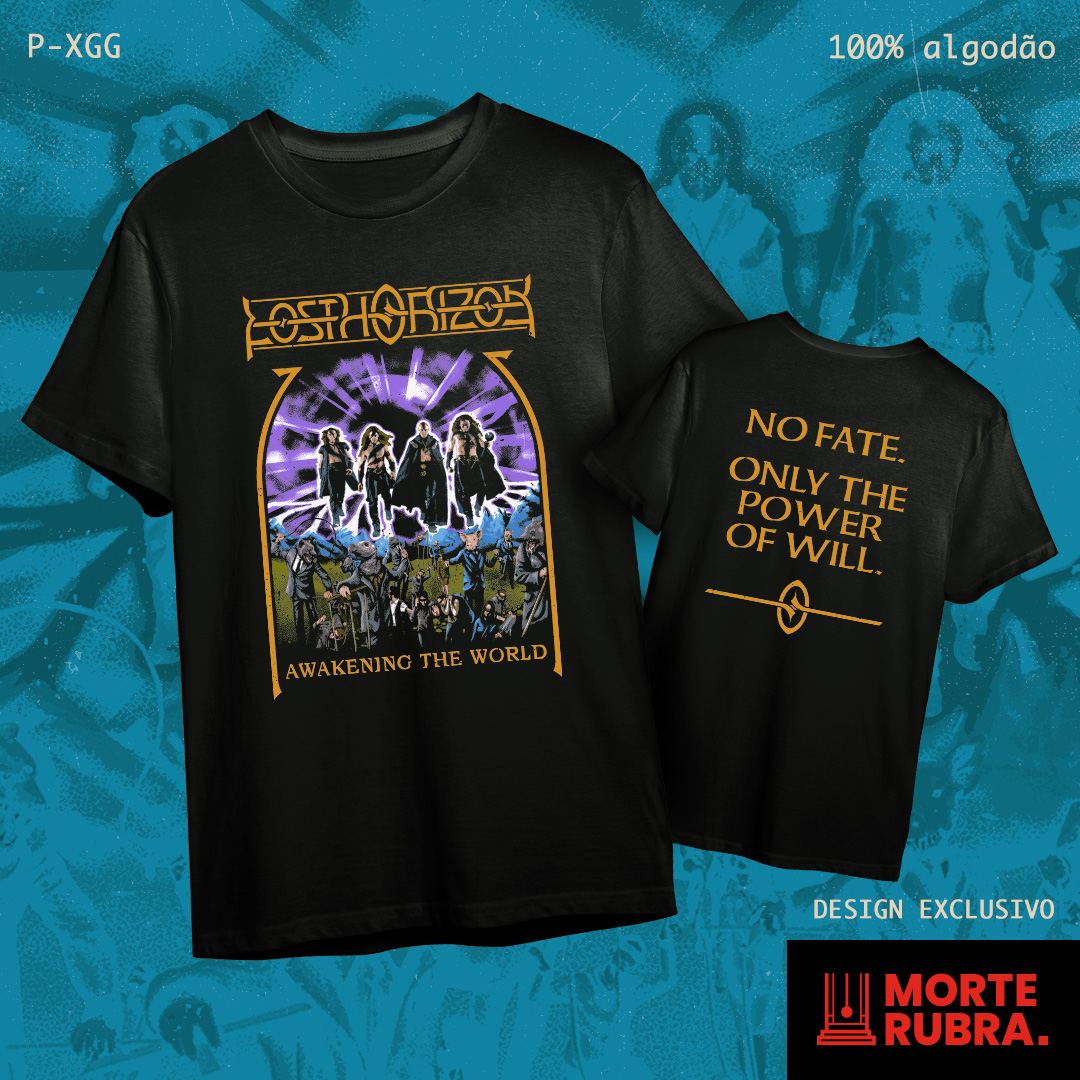 P-XGG
100% algodão
LOST HORIZON
AWAKENING THE WORLD
NO FATE.
ONLY THE
POWER
OF WILL.
DESIGN EXCLUSIVO
MORTE
RUBRA.